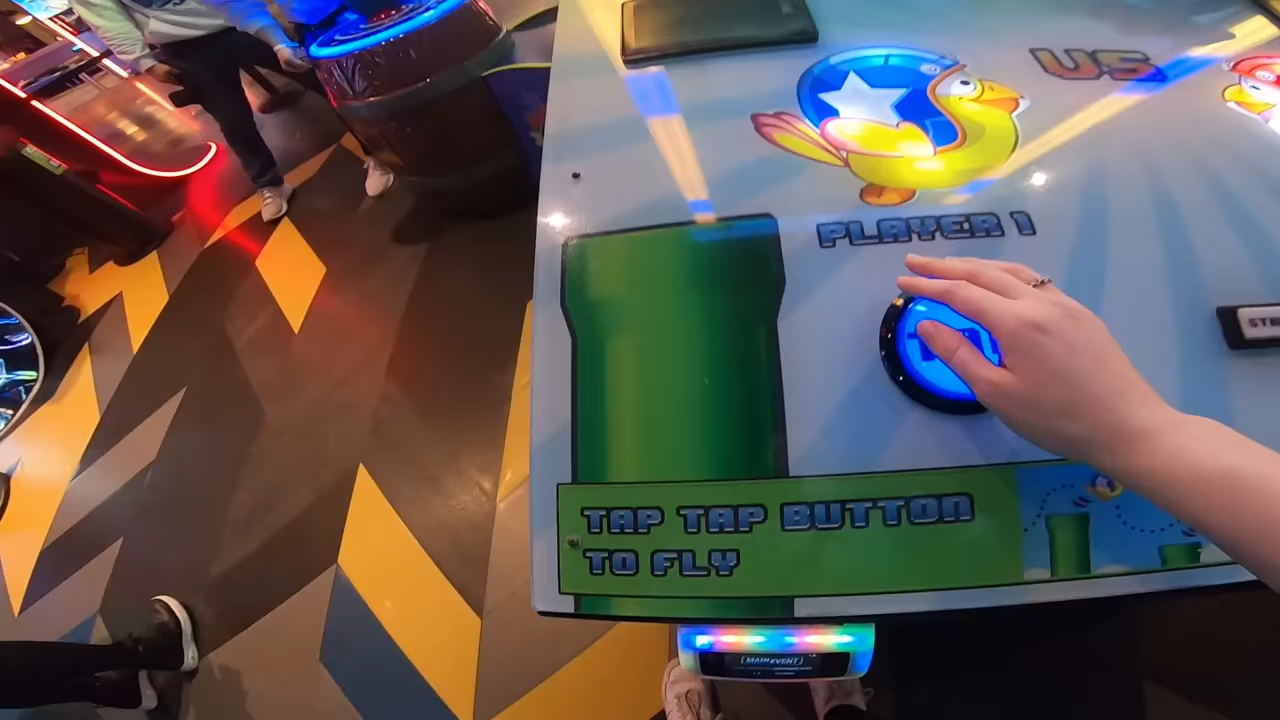 VS
PLAYER 1
TAP TAP BUTTON
TO FLY
MAIN EVENT